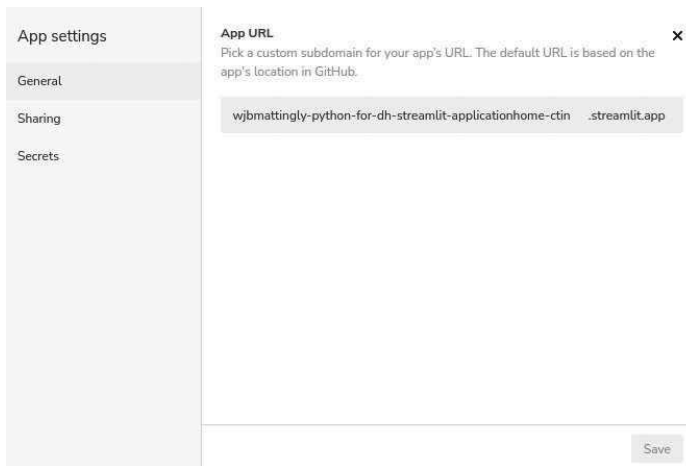 App settings
General
Sharing
Secrets
App URL
Pick a custom subdomain for your app's URL. The default URL is based on the
app's location in GitHub.
wjbmattingly-python-for-dh-streamlit-applicationhome-ctin .streamlit.app
Save